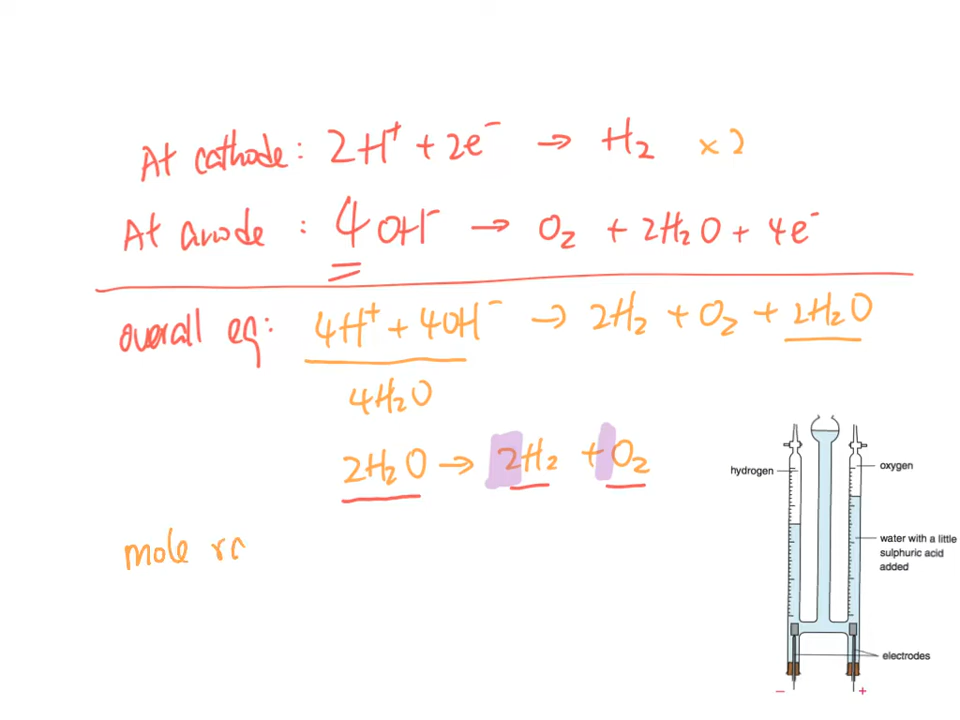 At cathode: 2H⁺ + 2e⁻ → H₂ ×2
At anode : 4OH⁻ → O₂ + 2H₂O + 4e⁻
overall eq: 4H⁺ + 4OH⁻ → 2H₂ + O₂ + 2H₂O
4H₂O
2H₂O → 2H₂ + O₂
mole ra
hydrogen
oxygen
water with a little
sulphuric acid
added
electrodes
− +